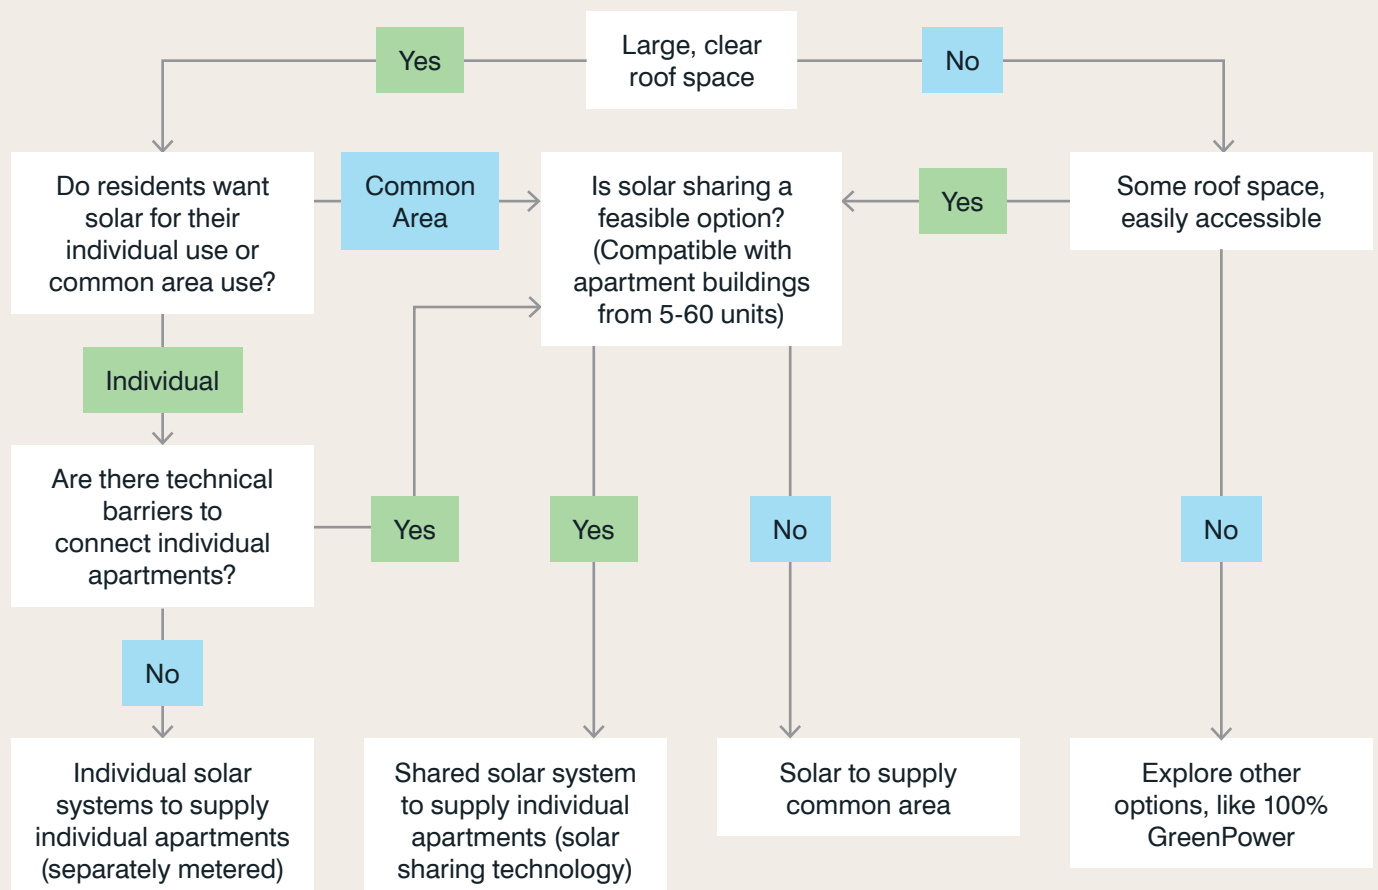 Large, clear
roof space
Yes
No
Do residents want
solar for their
individual use or
common area use?
Common
Area
Is solar sharing a
feasible option?
(Compatible with
apartment buildings
from 5-60 units)
Yes
Some roof space,
easily accessible
Individual
Are there technical
barriers to
connect individual
apartments?
Yes
Yes
No
No
No
Individual solar
systems to supply
individual apartments
(separately metered)
Shared solar system
to supply individual
apartments (solar
sharing technology)
Solar to supply
common area
Explore other
options, like 100%
GreenPower